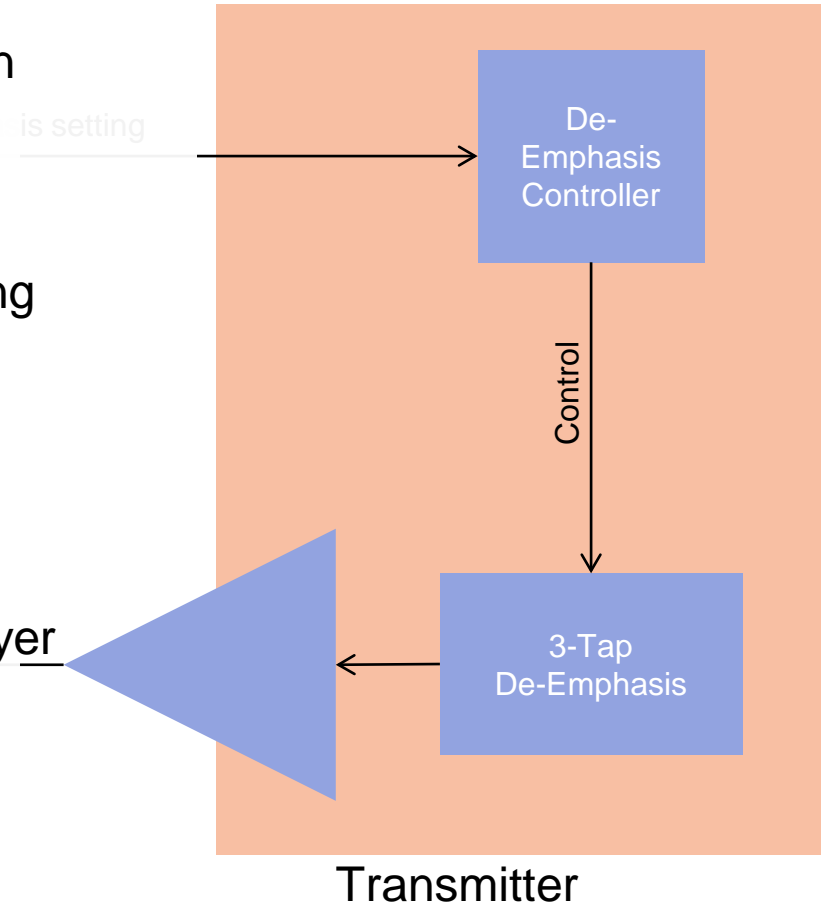 n
is setting
De-
Emphasis
Controller
ng
Control
yer
3-Tap
De-Emphasis
Transmitter